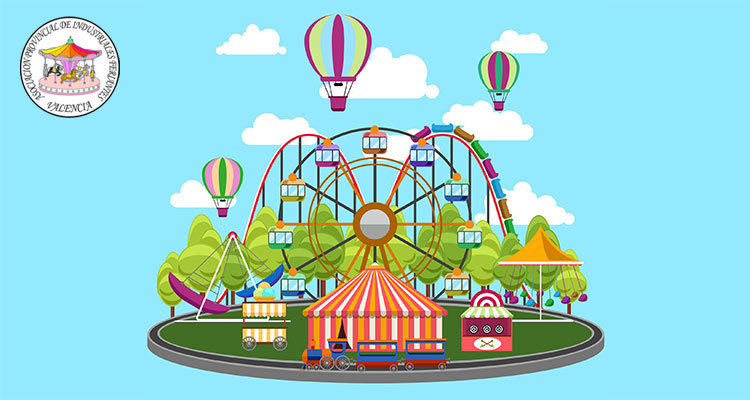 ASOCIACION PROVINCIAL DE INDUSTRIALES FERIANTES
VALENCIA